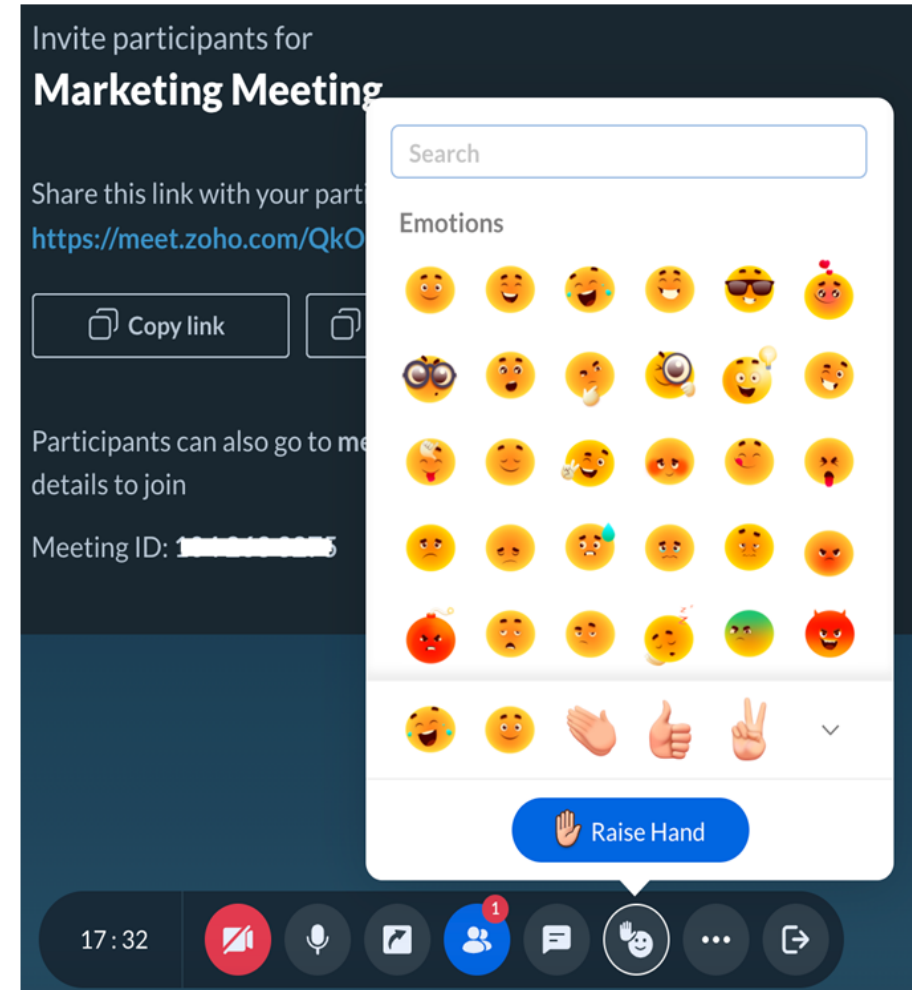 Invite participants for
Marketing Meeting
Search
Share this link with your parti
Emotions
https://meet.zoho.com/QkO
Copy link
Participants can also go to me
details to join
Meeting ID:
Raise Hand
1
17:32